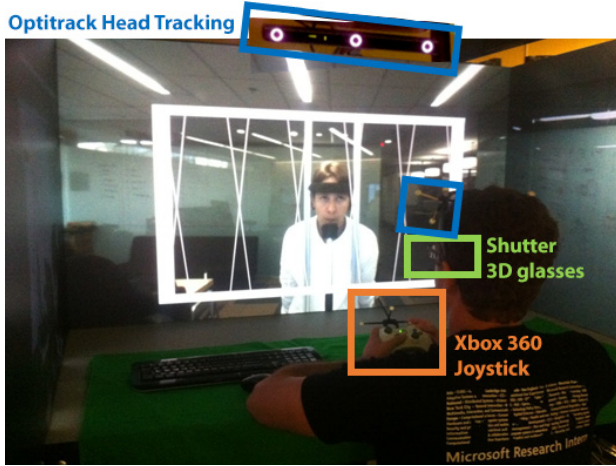 Optitrack Head Tracking
Shutter
3D glasses
Xbox 360
Joystick
MSR
Microsoft Research Intern